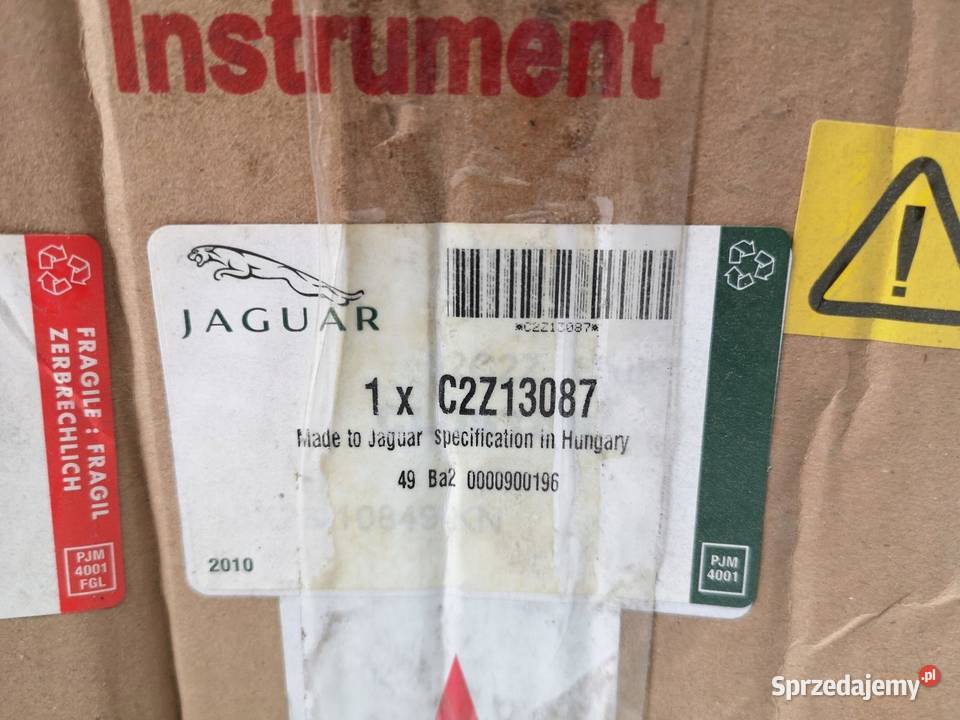 Instrument
JAGUAR
*C2Z13087*
1 x C2Z13087
Made to Jaguar specification in Hungary
49 Ba2 0000900196
2010
PJM
4001
FRAGILE : FRAGIL
ZERBRECHLICH
PJM
4001
FGL
!
Sprzedajemy.pl